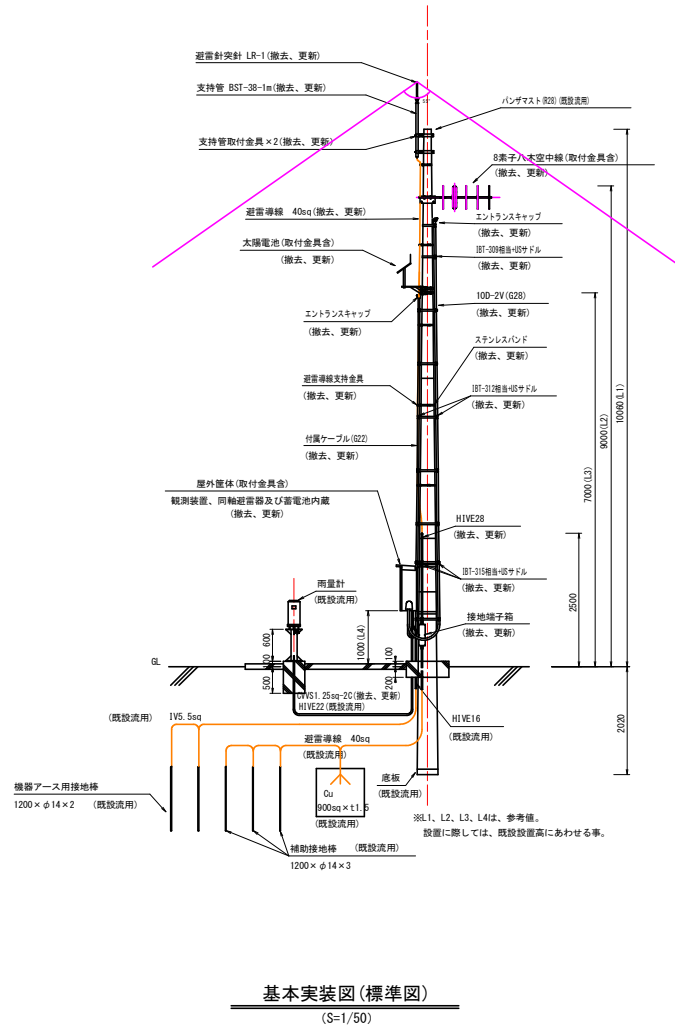 避雷針突針 LR-1(撤去、更新)
支持管 BST-38-1m(撤去、更新)
パンザマスト(R28)(既設流用)
支持管取付金具×2(撤去、更新)
8素子八木空中線(取付金具含)
(撤去、更新)
避雷導線 40sq(撤去、更新)
エントランスキャップ
(撤去、更新)
太陽電池(取付金具含)
(撤去、更新)
IBT-309相当+USサドル
(撤去、更新)
10D-2V(G28)
(撤去、更新)
エントランスキャップ
(撤去、更新)
ステンレスバンド
(撤去、更新)
避雷導線支持金具
(撤去、更新)
IBT-312相当+USサドル
(撤去、更新)
付属ケーブル(G22)
(撤去、更新)
10060(L1)
9000(L2)
7000(L3)
屋外筐体(取付金具含)
観測装置、同軸避雷器及び蓄電池内蔵
(撤去、更新)
HIVE28
(撤去、更新)
2500
IBT-315相当+USサドル
(撤去、更新)
雨量計
(既設流用)
接地端子箱
(撤去、更新)
600
1000(L4)
100
GL
500
200
CVVS1.25sq-2C(撤去、更新)
HIVE22(既設流用)
2020
(既設流用)
IV5.5sq
HIVE16
(既設流用)
避雷導線 40sq
(既設流用)
機器アース用接地棒
1200×φ14×2 (既設流用)
Cu
900sq×t1.5
(既設流用)
底板
(既設流用)
※L1、L2、L3、L4は、参考値。
設置に際しては、既設設置高にあわせる事。
補助接地棒 (既設流用)
1200×φ14×3
基本実装図(標準図)
(S=1/50)